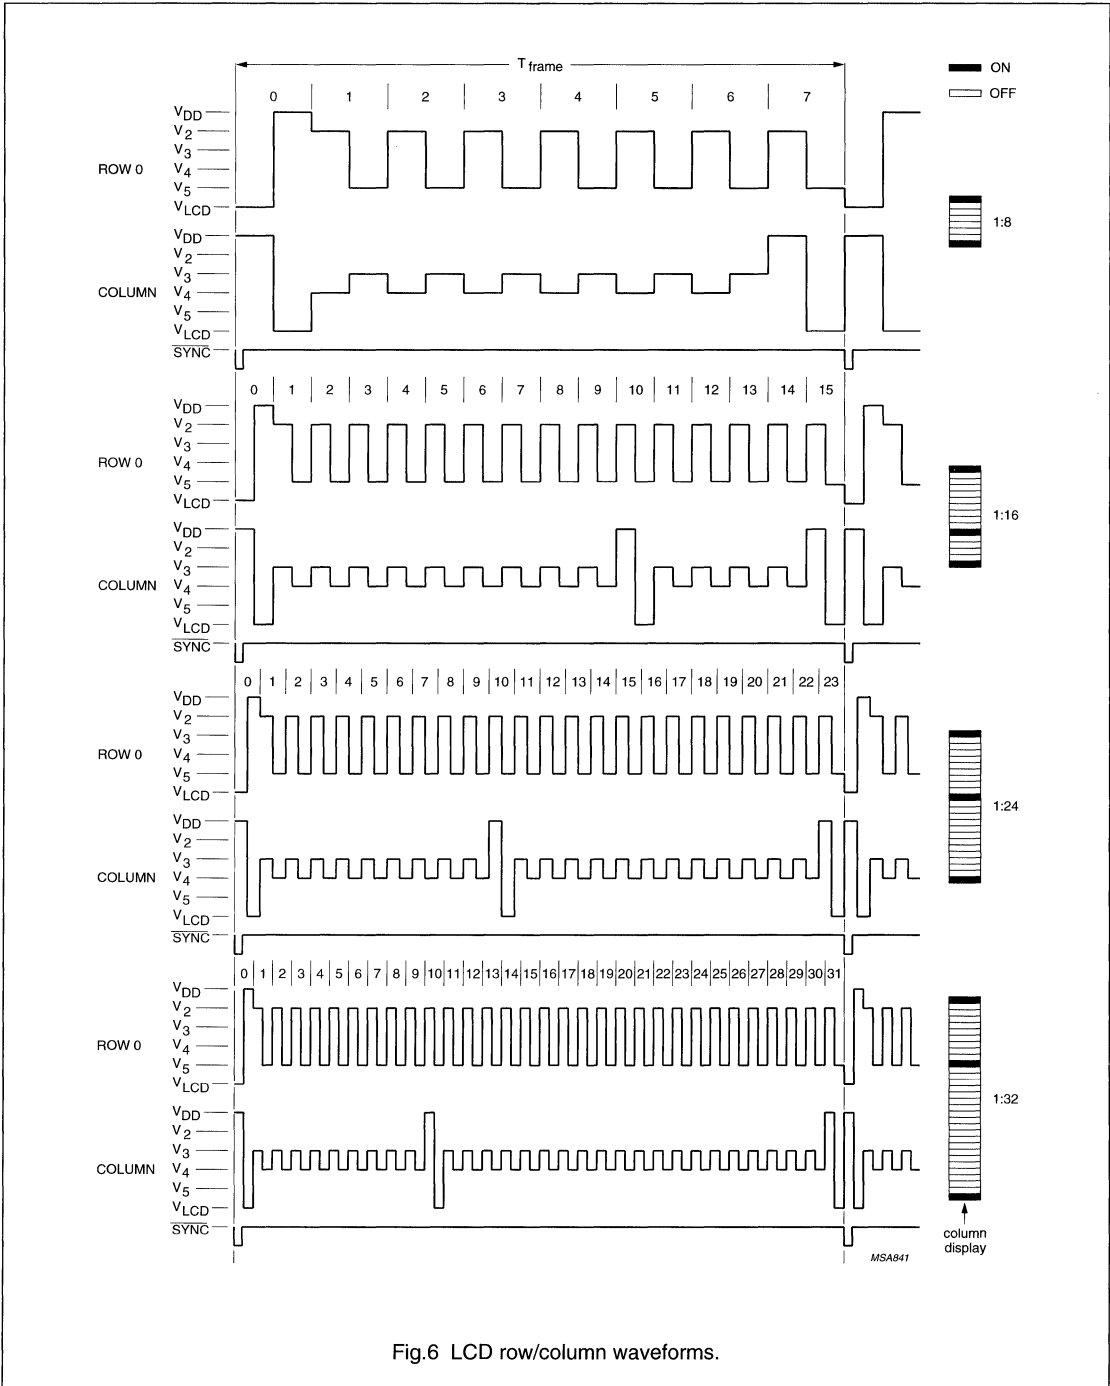 T frame
ON
OFF
0 1 2 3 4 5 6 7
VDD
V2
V3
V4
V5
VLCD
ROW 0
1:8
VDD
V2
V3
V4
V5
VLCD
COLUMN
SYNC
0 1 2 3 4 5 6 7 8 9 10 11 12 13 14 15
VDD
V2
V3
V4
V5
VLCD
ROW 0
1:16
VDD
V2
V3
V4
V5
VLCD
COLUMN
SYNC
0 1 2 3 4 5 6 7 8 9 10 11 12 13 14 15 16 17 18 19 20 21 22 23
VDD
V2
V3
V4
V5
VLCD
ROW 0
1:24
VDD
V2
V3
V4
V5
VLCD
COLUMN
SYNC
0 1 2 3 4 5 6 7 8 9 10 11 12 13 14 15 16 17 18 19 20 21 22 23 24 25 26 27 28 29 30 31
VDD
V2
V3
V4
V5
VLCD
ROW 0
1:32
VDD
V2
V3
V4
V5
VLCD
COLUMN
SYNC
column
display
MSA841
Fig.6 LCD row/column waveforms.